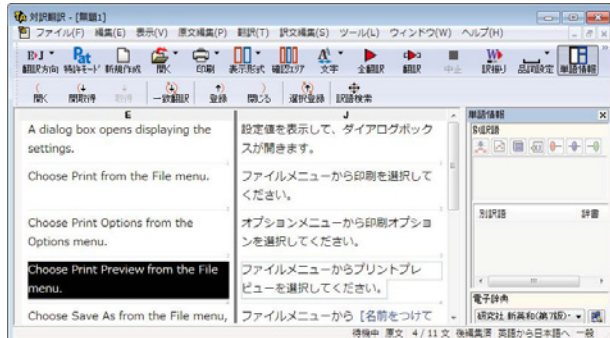 対訳翻訳 - [無題1]
ファイル(F) 編集(E) 表示(V) 原文編集(P) 翻訳(T) 訳文編集(S) ツール(L) ウィンドウ(W) ヘルプ(H)
E▸J Pat
翻訳方向 特許モード 新規作成 開く 印刷 表示形式 確認エリア 文字 全翻訳 翻訳 中止 訳振り 品詞設定 単語情報
開く 開取得 取得 一致翻訳 登録 閉じる 選択登録 訳語検索
E J
A dialog box opens displaying the settings.
設定値を表示して、ダイアログボックスが開きます。
Choose Print from the File menu.
ファイルメニューから印刷を選択してください。
Choose Print Options from the Options menu.
オプションメニューから印刷オプションを選択してください。
Choose Print Preview from the File menu.
ファイルメニューからプリントプレビューを選択してください。
Choose Save As from the File menu,
ファイルメニューから [名前をつけて
単語情報
別訳語
別訳語 辞書
電子辞典
研究社 新英和(第7版)
待機中 原文 4 / 11 文 後編集済 英語から日本語へ 一般